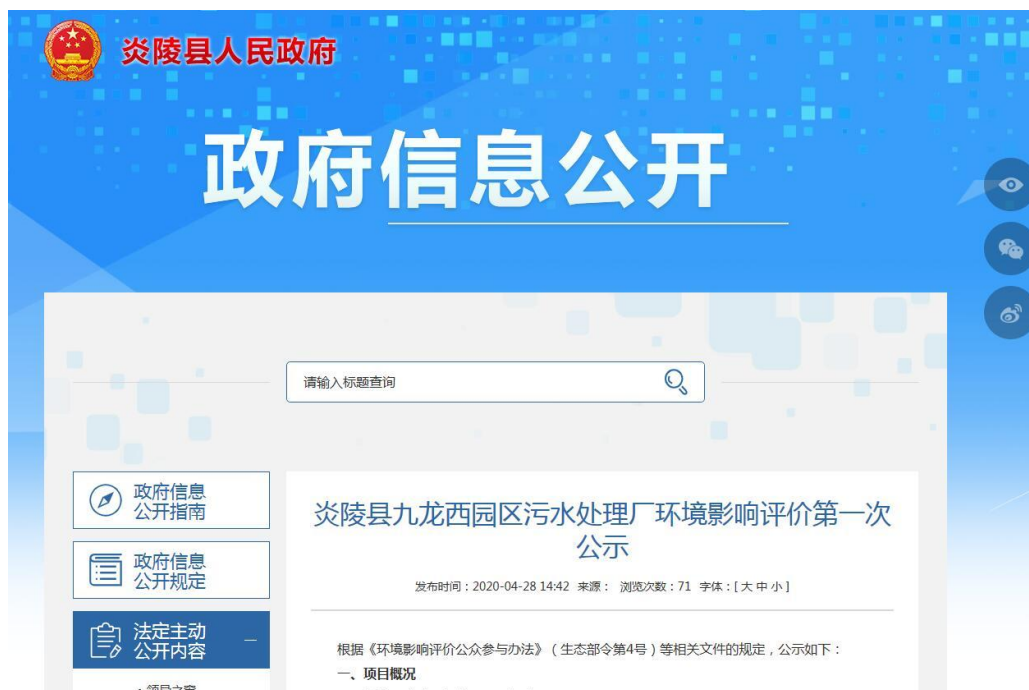 炎陵县人民政府
政府信息公开
请输入标题查询
政府信息
公开指南
政府信息
公开规定
法定主动
公开内容
·领导之窗
炎陵县九龙西园区污水处理厂环境影响评价第一次
公示
发布时间：2020-04-28 14:42 来源： 浏览次数：71 字体：[ 大 中 小 ]
根据《环境影响评价公众参与办法》（生态部令第4号）等相关文件的规定，公示如下：
一、项目概况